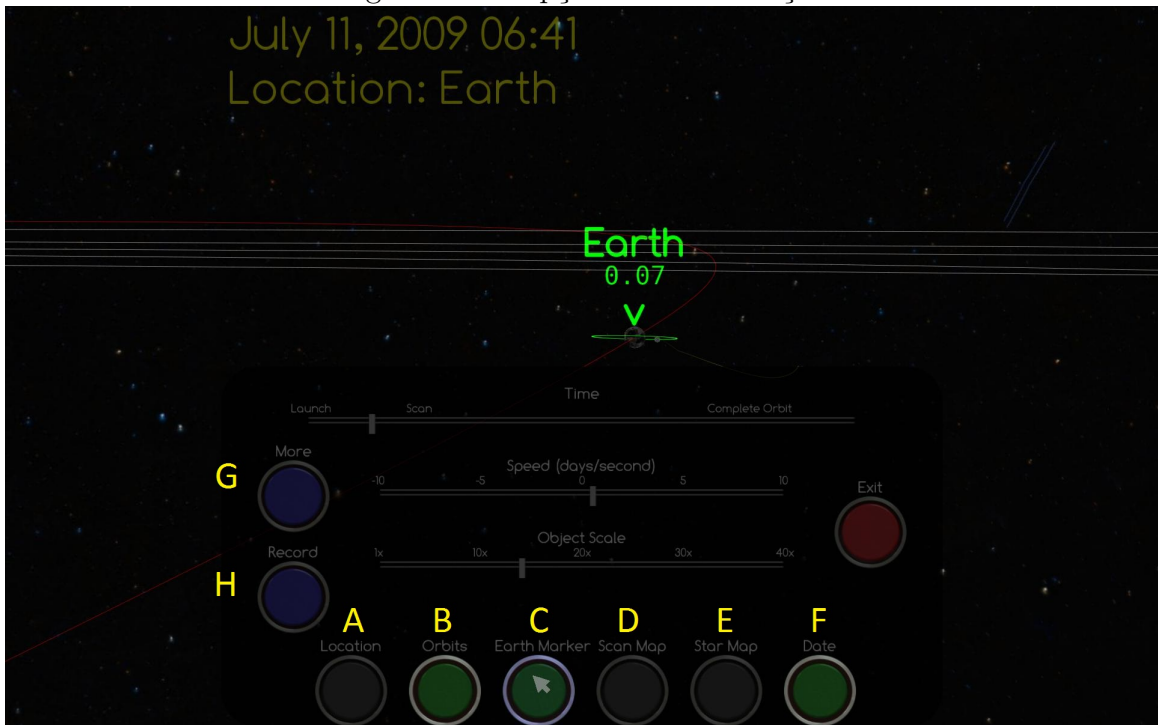 July 11, 2009 06:41
Location: Earth
Earth
0.07
V
Time
Launch Scan Complete Orbit
More
G
Speed (days/second)
-10 -5 0 5 10
Exit
Record
H
Object Scale
1x 10x 20x 30x 40x
A B C D E F
Location Orbits Earth Marker Scan Map Star Map Date